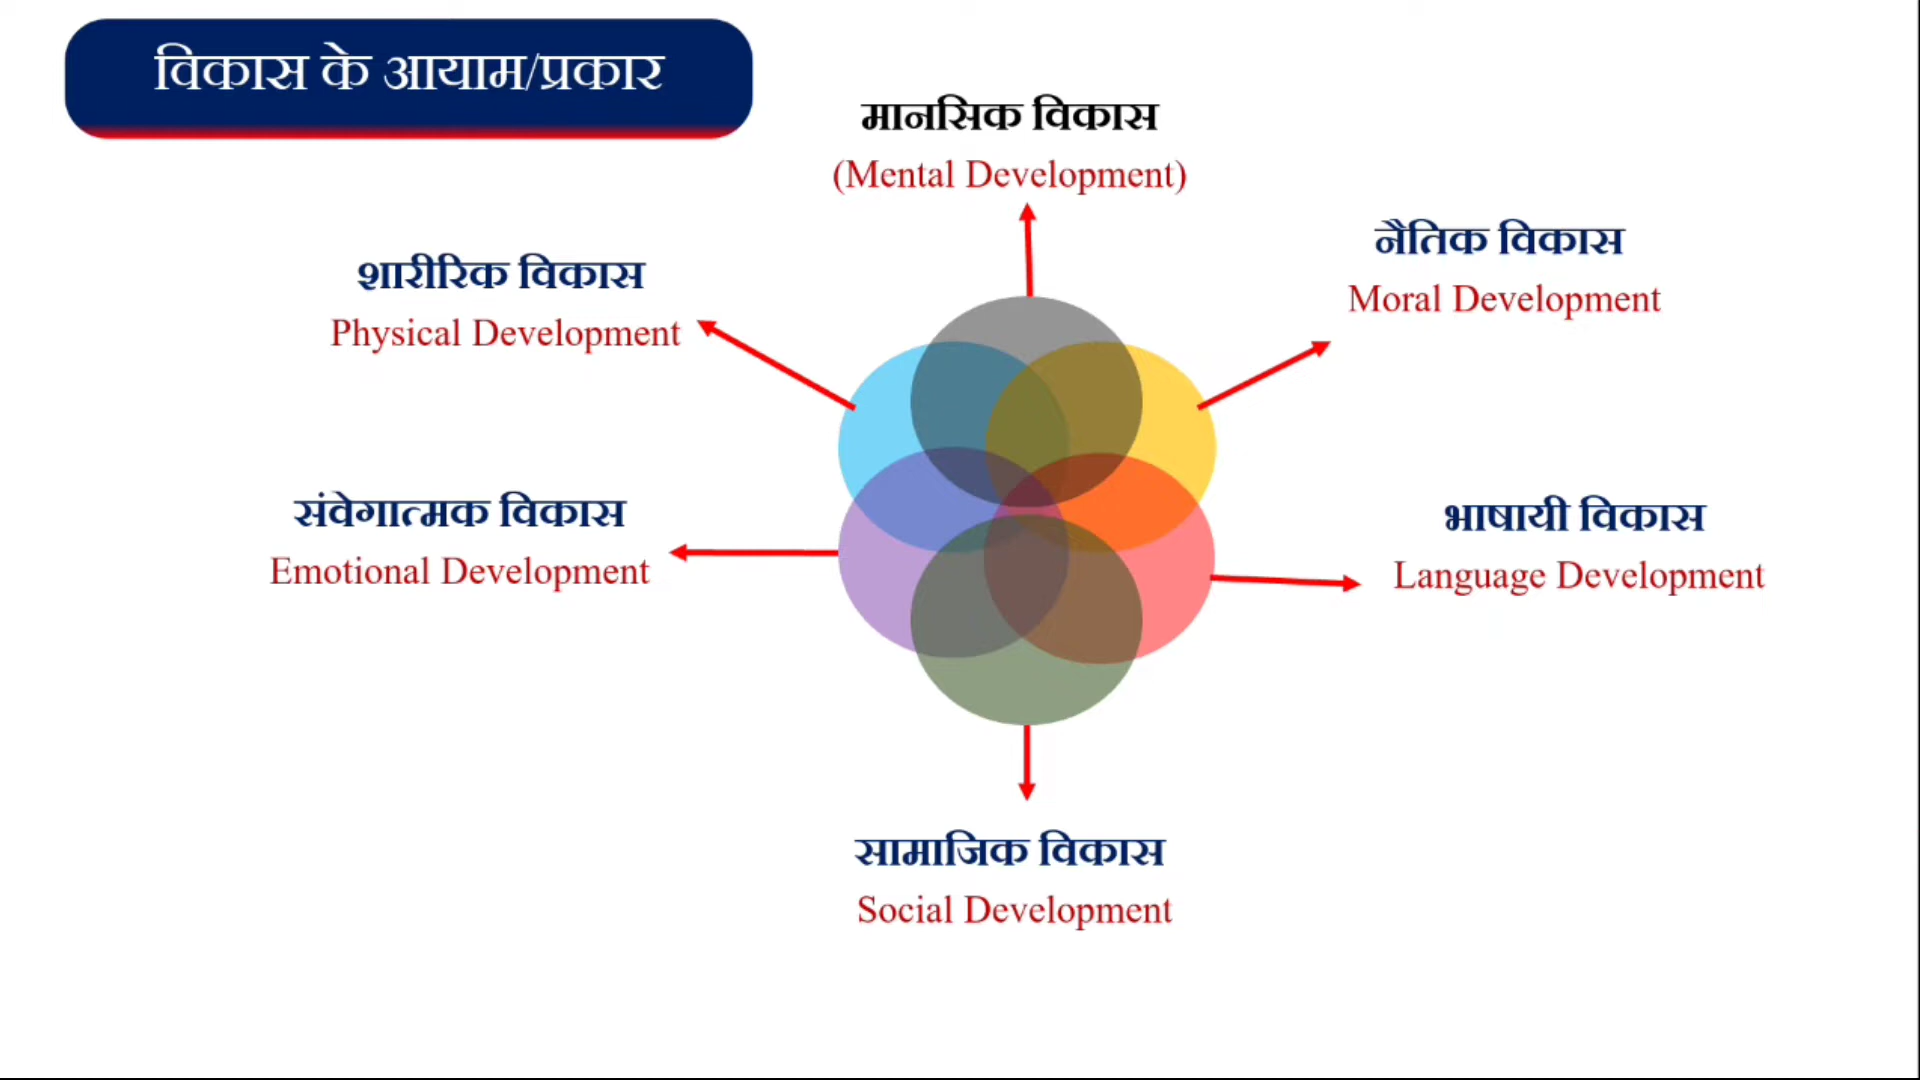 विकास के आयाम/प्रकार
मानसिक विकास
(Mental Development)
नैतिक विकास
Moral Development
शारीरिक विकास
Physical Development
संवेगात्मक विकास
Emotional Development
भाषायी विकास
Language Development
सामाजिक विकास
Social Development